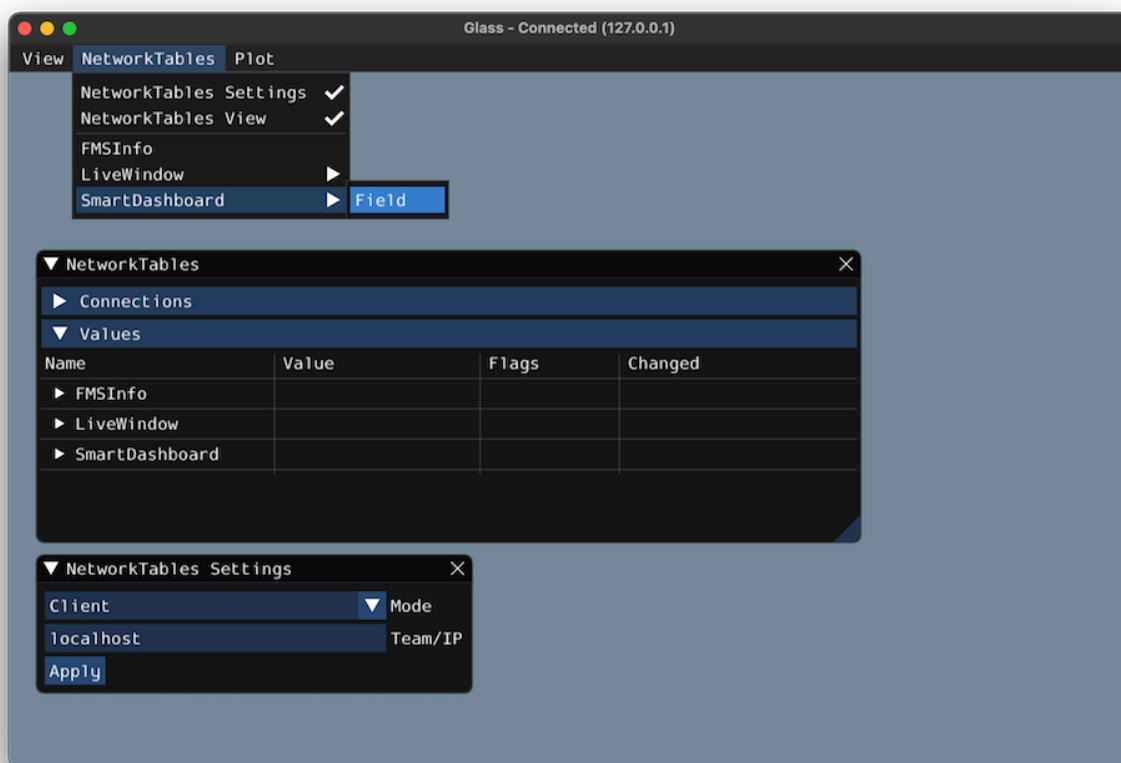 Glass - Connected (127.0.0.1)
View NetworkTables Plot
NetworkTables Settings
NetworkTables View
FMSInfo
LiveWindow
SmartDashboard Field
NetworkTables
Connections
Values
Name Value Flags Changed
FMSInfo
LiveWindow
SmartDashboard
NetworkTables Settings
Client Mode
localhost Team/IP
Apply